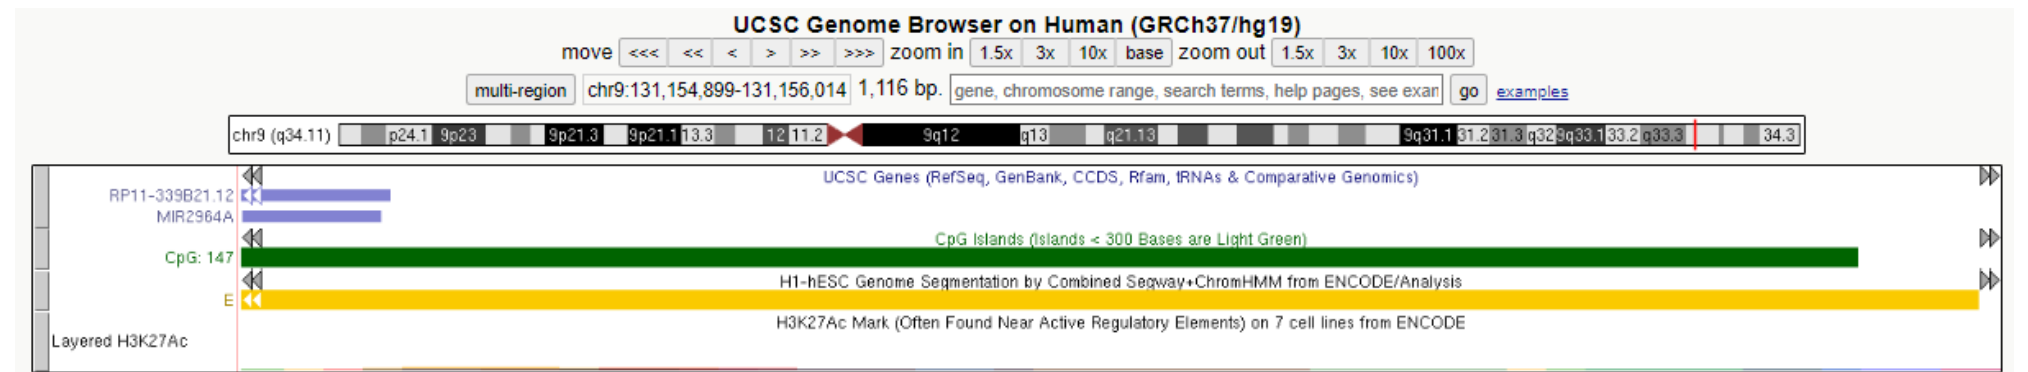 UCSC Genome Browser on Human (GRCh37/hg19)
move <<< << < > >> >>> zoom in 1.5x 3x 10x base zoom out 1.5x 3x 10x 100x
multi-region chr9:131,154,899-131,156,014 1,116 bp. gene, chromosome range, search terms, help pages, see exan go examples
chr9 (q34.11) p24.1 9p23 9p21.3 9p21.1 13.3 12 11.2 9q12 q13 q21.13 9q31.1 31.2 31.3 q32 9q33.1 33.2 q33.3 34.3
UCSC Genes (RefSeq, GenBank, CCDS, Rfam, tRNAs & Comparative Genomics)
RP11-339B21.12
MIR2964A
CpG Islands (Islands < 300 Bases are Light Green)
CpG: 147
H1-hESC Genome Segmentation by Combined Segway+ChromHMM from ENCODE/Analysis
E
H3K27Ac Mark (Often Found Near Active Regulatory Elements) on 7 cell lines from ENCODE
Layered H3K27Ac